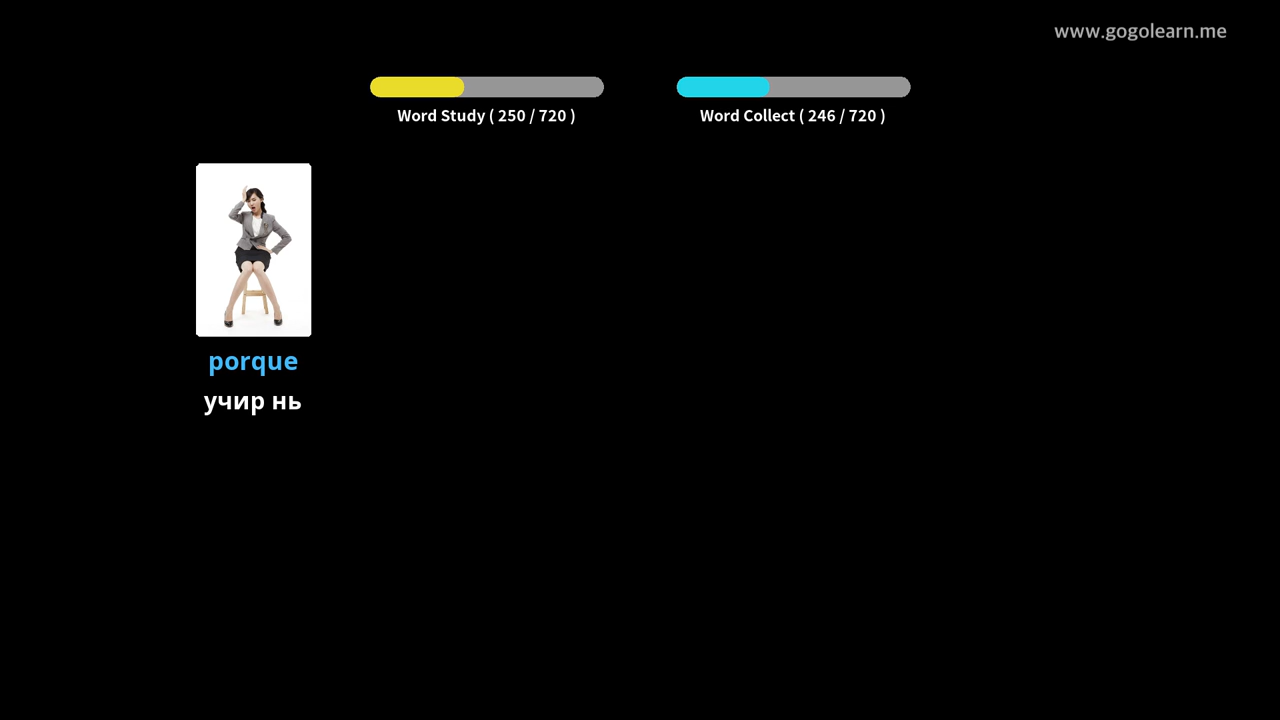 www.gogolearn.me
Word Study ( 250 / 720 )
Word Collect ( 246 / 720 )
porque
учир нь